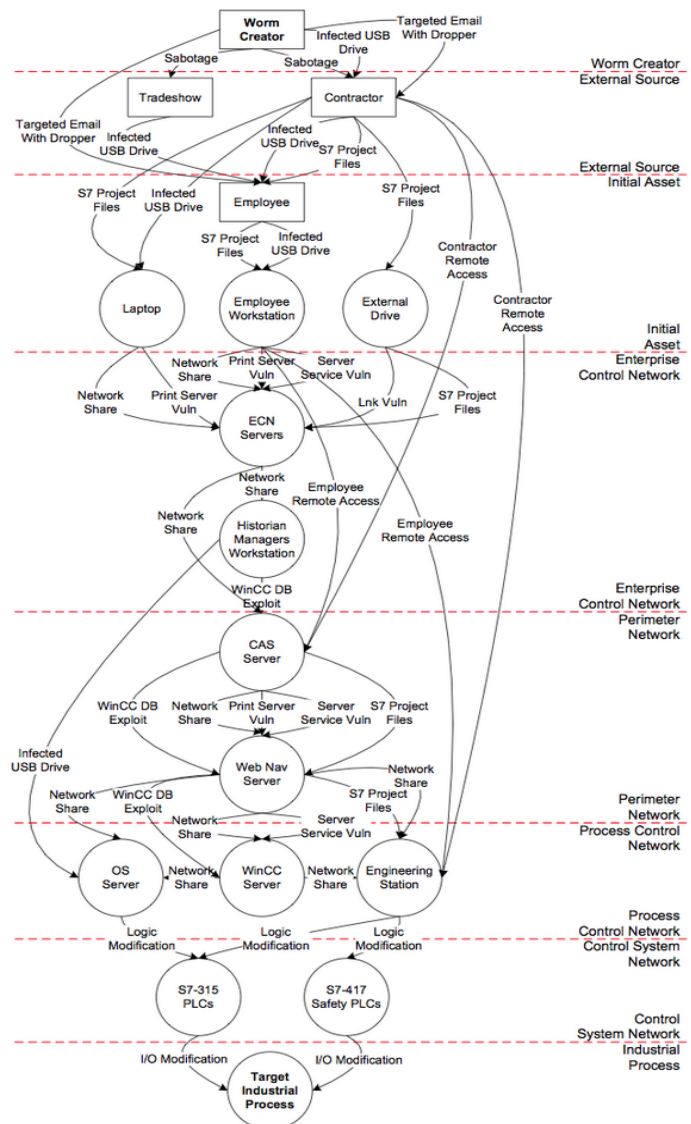 Worm
Creator
Infected USB
Drive
Targeted Email
With Dropper
Sabotage
Sabotage
Worm Creator
External Source
Tradeshow
Contractor
Targeted Email
With Dropper
Infected
USB Drive
Infected
USB Drive
S7 Project
Files
External Source
Initial Asset
S7 Project
Files
Infected
USB Drive
Employee
S7 Project
Files
S7 Project
Files
Infected
USB Drive
Contractor
Remote
Access
Contractor
Remote
Access
Laptop
Employee
Workstation
External
Drive
Initial
Asset
Enterprise
Control Network
Network
Share
Print Server
Vuln
Server
Service Vuln
Network
Share
Print Server
Vuln
Lnk Vuln
S7 Project
Files
ECN
Servers
Network
Share
Network
Share
Employee
Remote Access
Employee
Remote Access
Historian
Managers
Workstation
WinCC DB
Exploit
Enterprise
Control Network
Perimeter
Network
CAS
Server
WinCC DB
Exploit
Network
Share
Print Server
Vuln
Server
Service Vuln
S7 Project
Files
Infected
USB Drive
Web Nav
Server
Network
Share
WinCC DB
Exploit
S7 Project
Files
Network
Share
Perimeter
Network
Process Control
Network
Network
Share
Server
Service Vuln
OS
Server
Network
Share
WinCC
Server
Network
Share
Engineering
Station
Process
Control Network
Control System
Network
Logic
Modification
Logic
Modification
Logic
Modification
S7-315
PLCs
S7-417
Safety PLCs
Control
System Network
Industrial
Process
I/O Modification
I/O Modification
Target
Industrial
Process